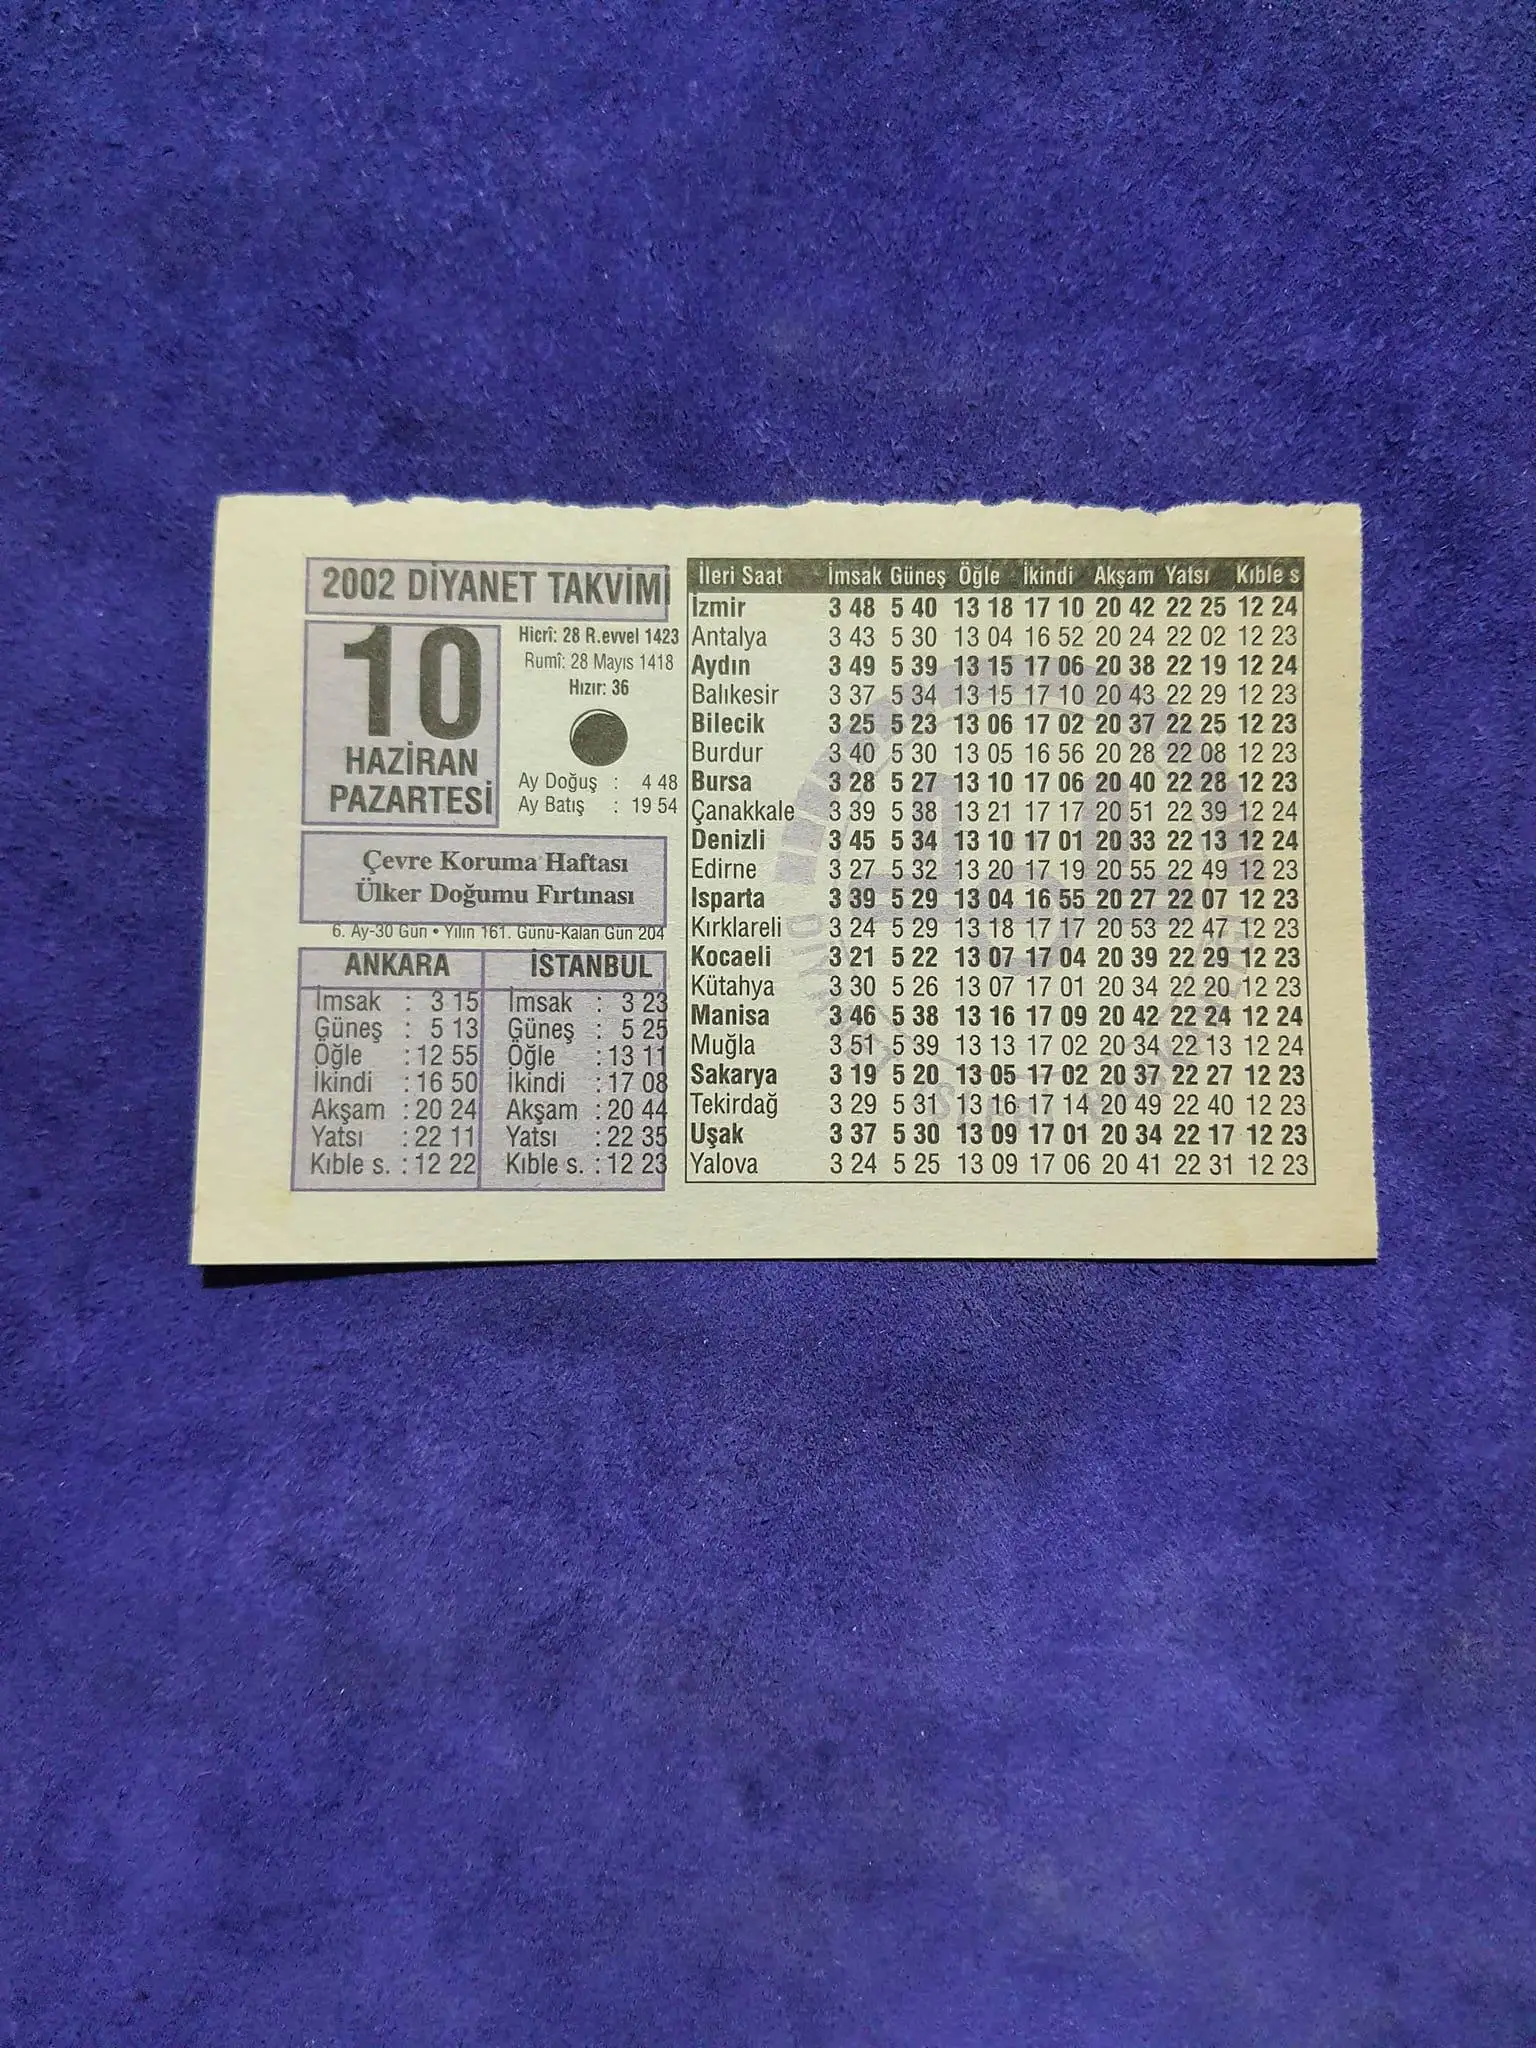 2002 DİYANET TAKVİMİ
10
HAZİRAN
PAZARTESİ
Hicrî: 28 R.evvel 1423
Rumî: 28 Mayıs 1418
Hızır: 36
Ay Doğuş : 4 48
Ay Batış : 19 54
Çevre Koruma Haftası
Ülker Doğumu Fırtınası
6. Ay-30 Gün • Yılın 161. Günü-Kalan Gün 204
ANKARA
İmsak : 3 15
Güneş : 5 13
Öğle : 12 55
İkindi : 16 50
Akşam : 20 24
Yatsı : 22 11
Kıble s. : 12 22
İSTANBUL
İmsak : 3 23
Güneş : 5 25
Öğle : 13 11
İkindi : 17 08
Akşam : 20 44
Yatsı : 22 35
Kıble s. : 12 23
İleri Saat İmsak Güneş Öğle İkindi Akşam Yatsı Kıble s
İzmir 3 48 5 40 13 18 17 10 20 42 22 25 12 24
Antalya 3 43 5 30 13 04 16 52 20 24 22 02 12 23
Aydın 3 49 5 39 13 15 17 06 20 38 22 19 12 24
Balıkesir 3 37 5 34 13 15 17 10 20 43 22 29 12 23
Bilecik 3 25 5 23 13 06 17 02 20 37 22 25 12 23
Burdur 3 40 5 30 13 05 16 56 20 28 22 08 12 23
Bursa 3 28 5 27 13 10 17 06 20 40 22 28 12 23
Çanakkale 3 39 5 38 13 21 17 17 20 51 22 39 12 24
Denizli 3 45 5 34 13 10 17 01 20 33 22 13 12 24
Edirne 3 27 5 32 13 20 17 19 20 55 22 49 12 23
Isparta 3 39 5 29 13 04 16 55 20 27 22 07 12 23
Kırklareli 3 24 5 29 13 18 17 17 20 53 22 47 12 23
Kocaeli 3 21 5 22 13 07 17 04 20 39 22 29 12 23
Kütahya 3 30 5 26 13 07 17 01 20 34 22 20 12 23
Manisa 3 46 5 38 13 16 17 09 20 42 22 24 12 24
Muğla 3 51 5 39 13 13 17 02 20 34 22 13 12 24
Sakarya 3 19 5 20 13 05 17 02 20 37 22 27 12 23
Tekirdağ 3 29 5 31 13 16 17 14 20 49 22 40 12 23
Uşak 3 37 5 30 13 09 17 01 20 34 22 17 12 23
Yalova 3 24 5 25 13 09 17 06 20 41 22 31 12 23